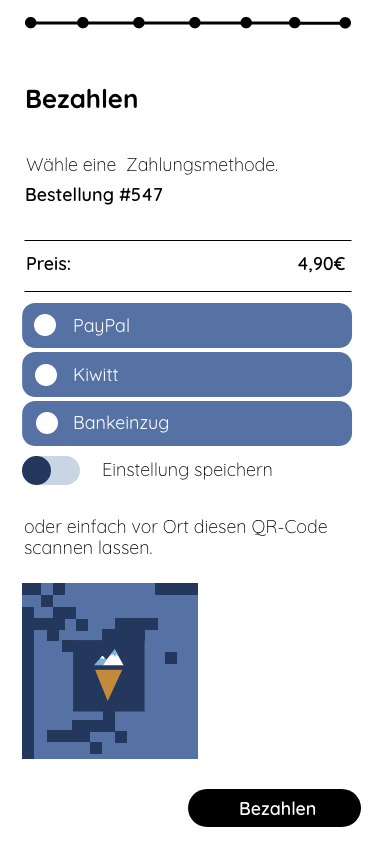 Bezahlen
Wähle eine  Zahlungsmethode.
Bestellung #547
Preis: 4,90€
PayPal
Kiwitt
Bankeinzug
Einstellung speichern
oder einfach vor Ort diesen QR-Code
scannen lassen.
Bezahlen